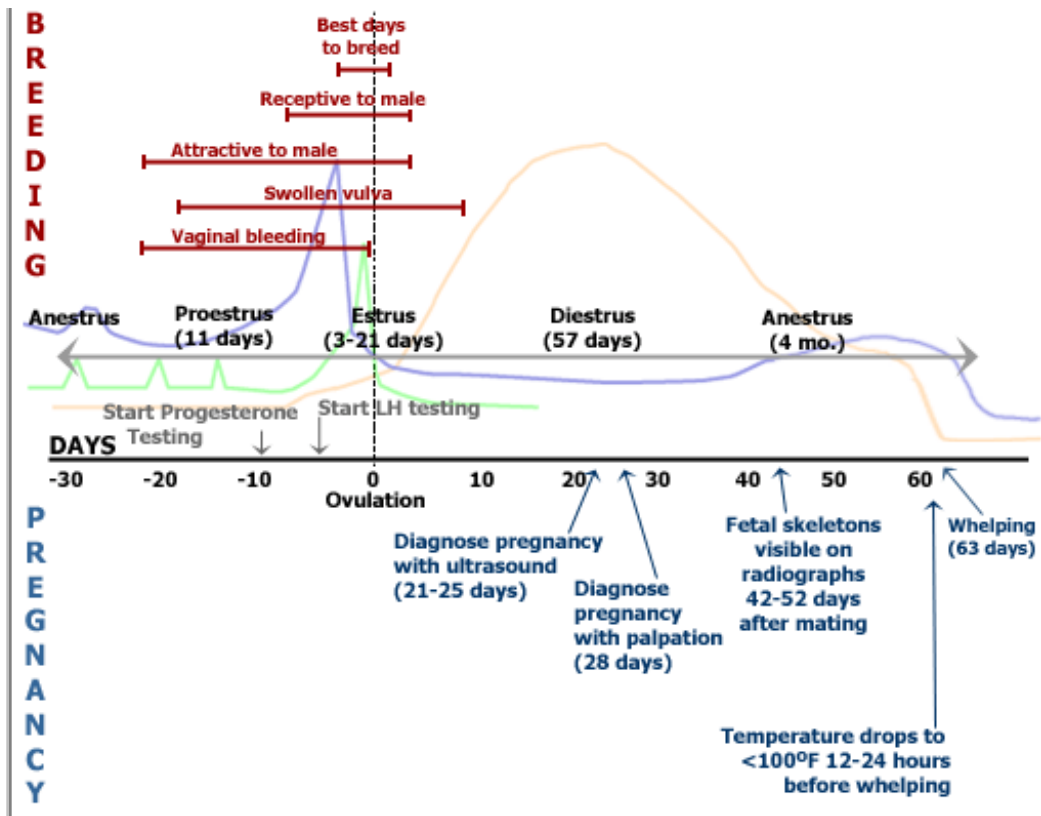 BREEDING
Best days
to breed
Receptive to male
Attractive to male
Swollen vulva
Vaginal bleeding
Anestrus
Proestrus
(11 days)
Estrus
(3-21 days)
Diestrus
(57 days)
Anestrus
(4 mo.)
Start Progesterone
Testing
Start LH testing
DAYS
-30 -20 -10 0 10 20 30 40 50 60
Ovulation
PREGNANCY
Diagnose pregnancy
with ultrasound
(21-25 days)
Diagnose
pregnancy
with palpation
(28 days)
Fetal skeletons
visible on
radiographs
42-52 days
after mating
Whelping
(63 days)
Temperature drops to
<100ºF 12-24 hours
before whelping